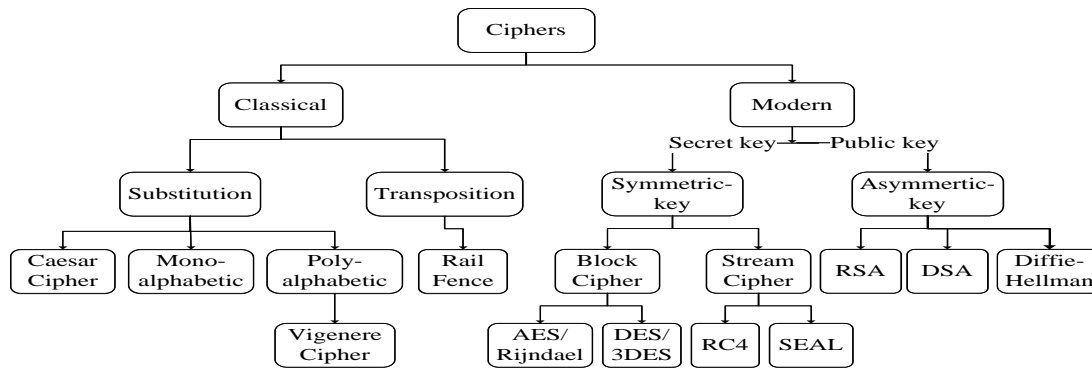 Ciphers
Classical
Modern
Secret key
Public key
Substitution
Transposition
Symmetric-
key
Asymmertic-
key
Caesar
Cipher
Mono-
alphabetic
Poly-
alphabetic
Rail
Fence
Block
Cipher
Stream
Cipher
RSA
DSA
Diffie-
Hellman
Vigenere
Cipher
AES/
Rijndael
DES/
3DES
RC4
SEAL